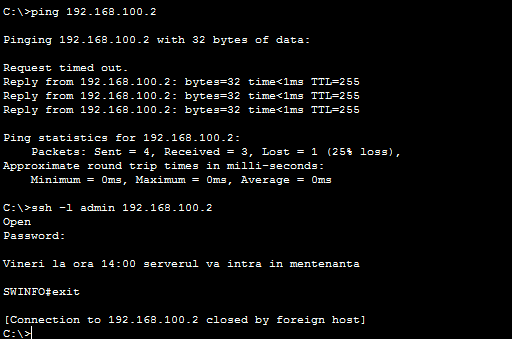 C:\>ping 192.168.100.2
Pinging 192.168.100.2 with 32 bytes of data:
Request timed out.
Reply from 192.168.100.2: bytes=32 time<1ms TTL=255
Reply from 192.168.100.2: bytes=32 time<1ms TTL=255
Reply from 192.168.100.2: bytes=32 time<1ms TTL=255
Ping statistics for 192.168.100.2:
Packets: Sent = 4, Received = 3, Lost = 1 (25% loss),
Approximate round trip times in milli-seconds:
Minimum = 0ms, Maximum = 0ms, Average = 0ms
C:\>ssh -l admin 192.168.100.2
Open
Password:
Vineri la ora 14:00 serverul va intra in mentenanta
SWINFO#exit
[Connection to 192.168.100.2 closed by foreign host]
C:\>